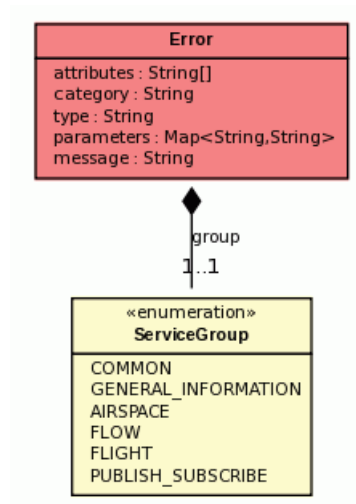 Error
attributes : String[]
category : String
type : String
parameters : Map<String,String>
message : String
group
1..1
«enumeration»
ServiceGroup
COMMON
GENERAL_INFORMATION
AIRSPACE
FLOW
FLIGHT
PUBLISH_SUBSCRIBE